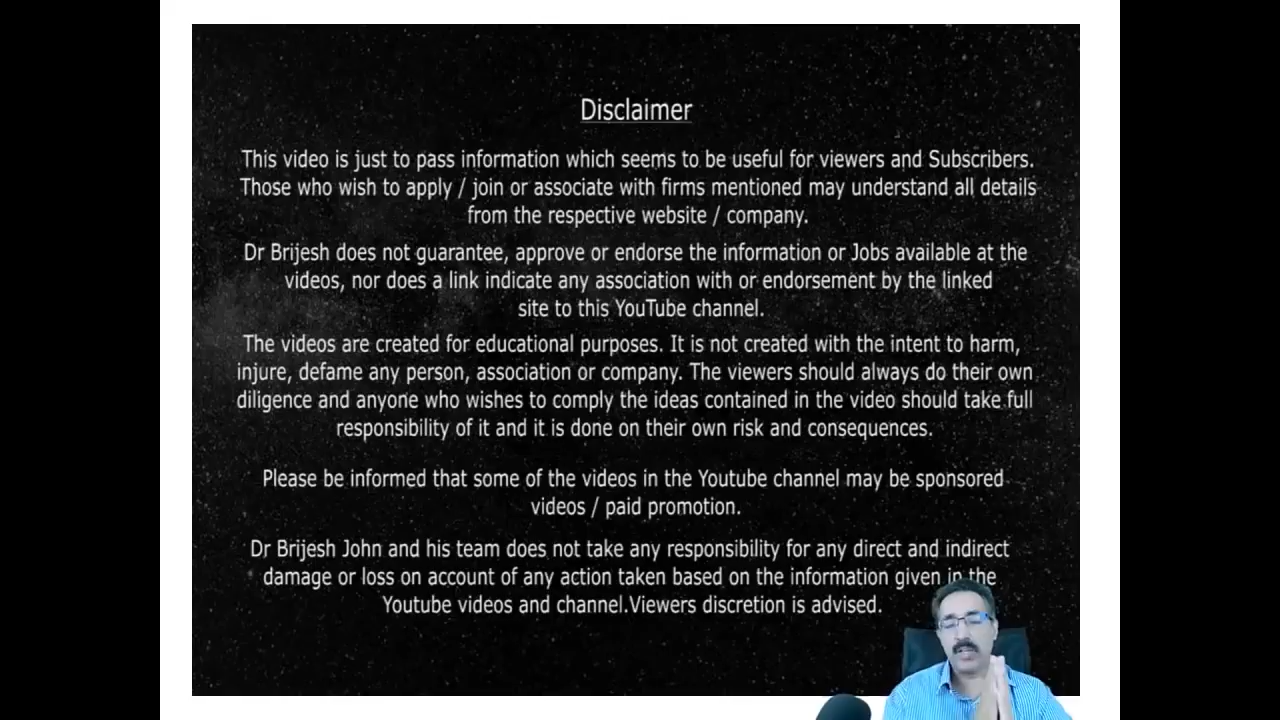 Disclaimer
This video is just to pass information which seems to be useful for viewers and Subscribers.
Those who wish to apply / join or associate with firms mentioned may understand all details
from the respective website / company.
Dr Brijesh does not guarantee, approve or endorse the information or Jobs available at the
videos, nor does a link indicate any association with or endorsement by the linked
site to this YouTube channel.
The videos are created for educational purposes. It is not created with the intent to harm,
injure, defame any person, association or company. The viewers should always do their own
diligence and anyone who wishes to comply the ideas contained in the video should take full
responsibility of it and it is done on their own risk and consequences.
Please be informed that some of the videos in the Youtube channel may be sponsored
videos / paid promotion.
Dr Brijesh John and his team does not take any responsibility for any direct and indirect
damage or loss on account of any action taken based on the information given in the
Youtube videos and channel.Viewers discretion is advised.